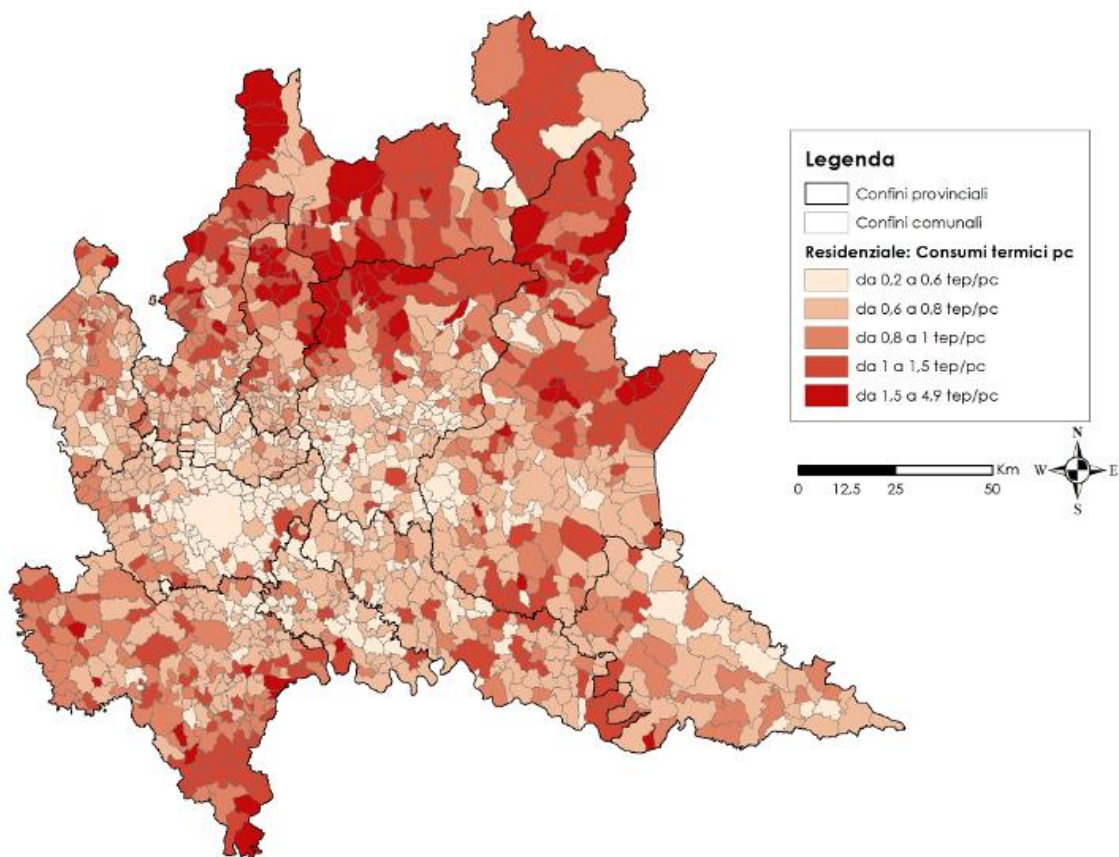 Legenda
Confini provinciali
Confini comunali
Residenziale: Consumi termici pc
da 0,2 a 0,6 tep/pc
da 0,6 a 0,8 tep/pc
da 0,8 a 1 tep/pc
da 1 a 1,5 tep/pc
da 1,5 a 4,9 tep/pc
Km
0 12,5 25 50
N
W E
S